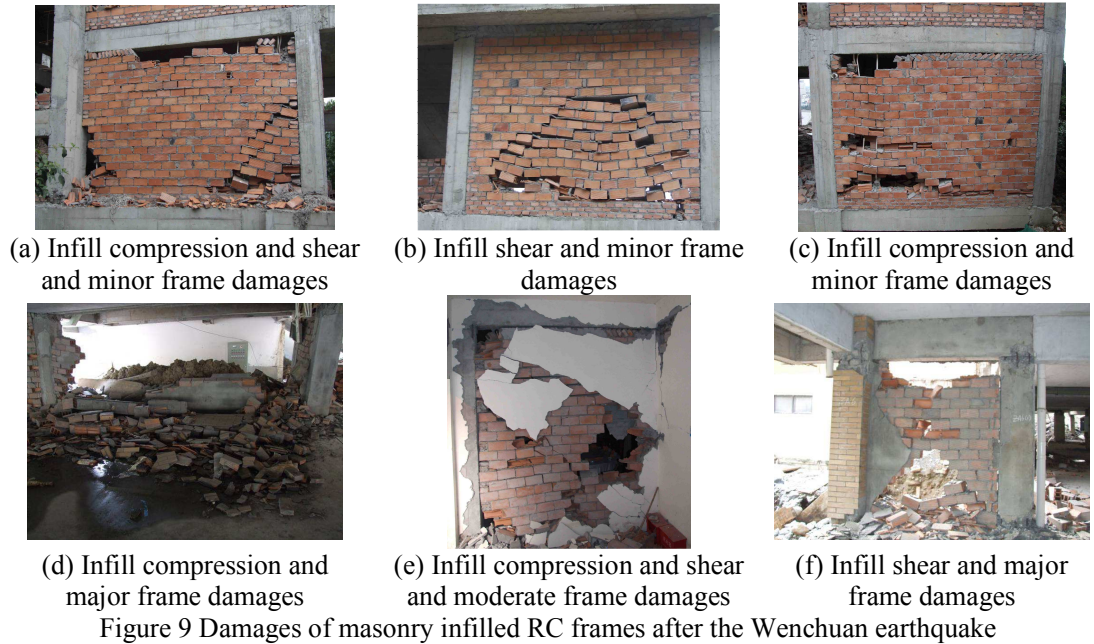 (a) Infill compression and shear
and minor frame damages
(b) Infill shear and minor frame
damages
(c) Infill compression and
minor frame damages
(d) Infill compression and
major frame damages
(e) Infill compression and shear
and moderate frame damages
(f) Infill shear and major
frame damages
Figure 9 Damages of masonry infilled RC frames after the Wenchuan earthquake